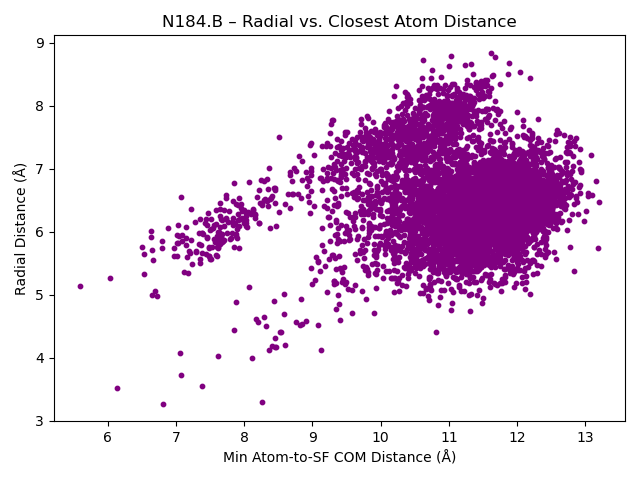 N184.B – Radial vs. Closest Atom Distance
9
8
7
6
5
4
3
Radial Distance (Å)
6 7 8 9 10 11 12 13
Min Atom-to-SF COM Distance (Å)